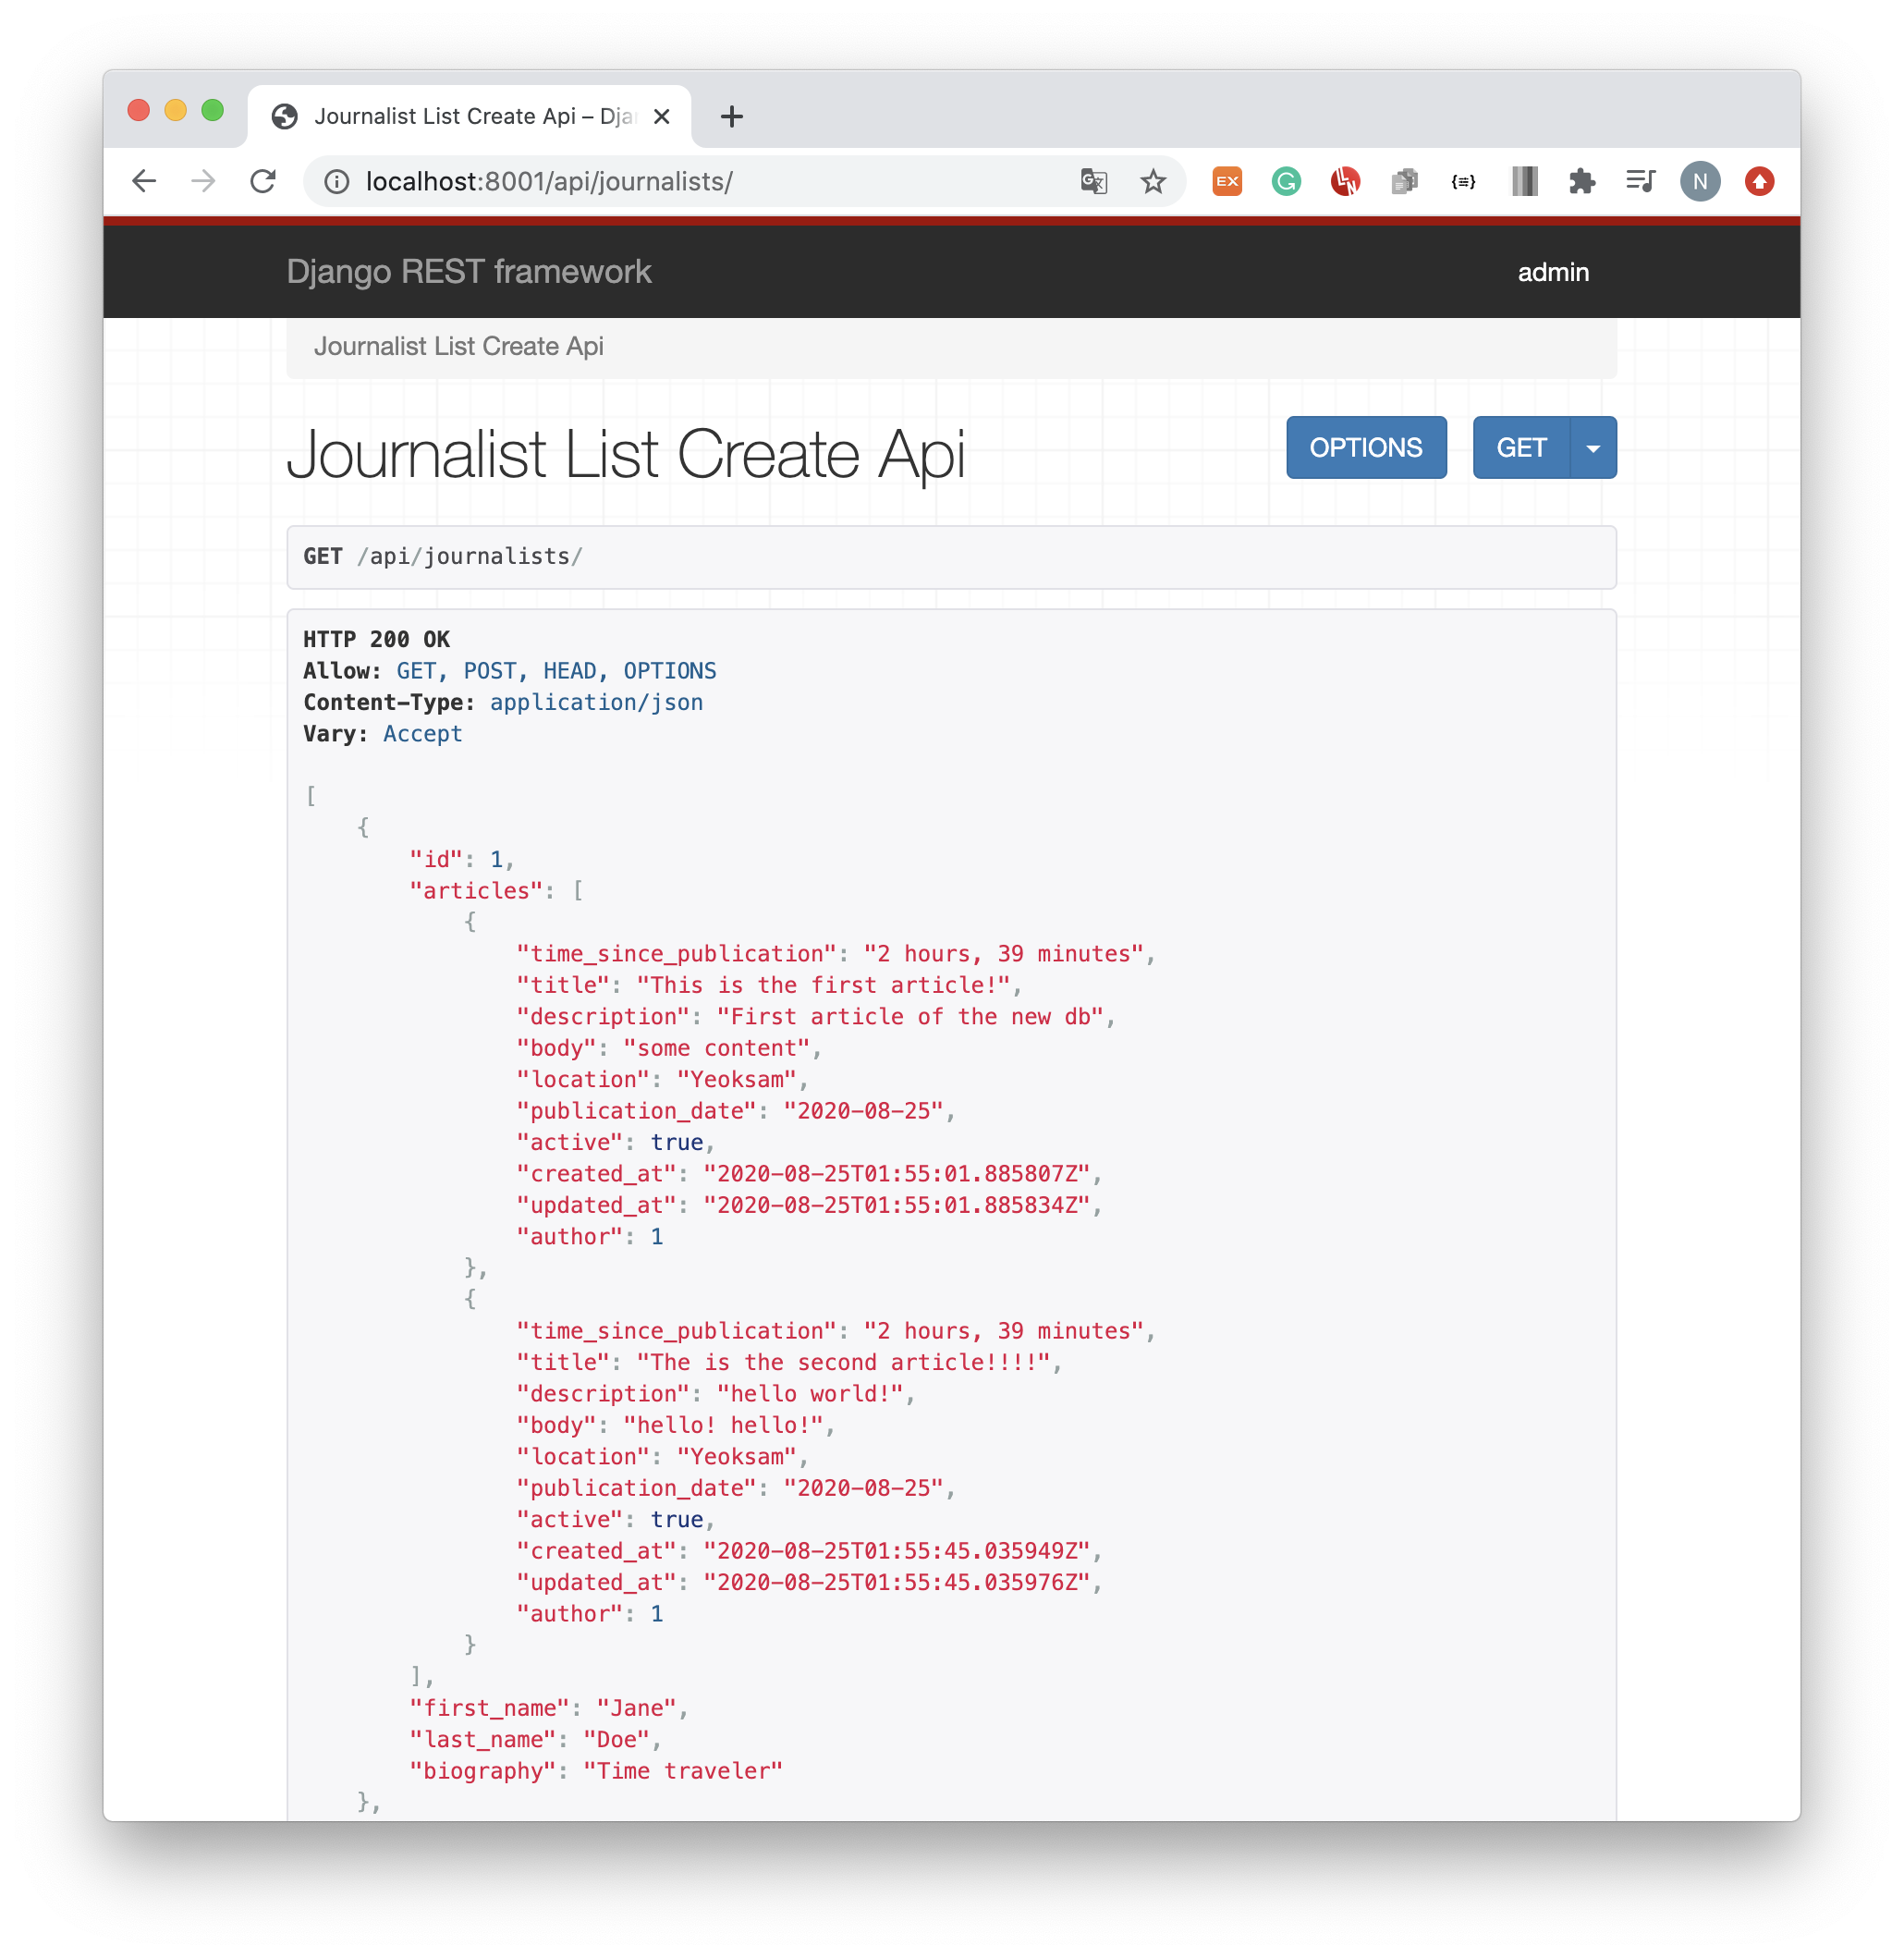 Journalist List Create Api – Dja
localhost:8001/api/journalists/
EX
G
LN
N
Django REST framework
admin
Journalist List Create Api
Journalist List Create Api
OPTIONS
GET
GET /api/journalists/
HTTP 200 OK
Allow: GET, POST, HEAD, OPTIONS
Content-Type: application/json
Vary: Accept
[
{
"id": 1,
"articles": [
{
"time_since_publication": "2 hours, 39 minutes",
"title": "This is the first article!",
"description": "First article of the new db",
"body": "some content",
"location": "Yeoksam",
"publication_date": "2020-08-25",
"active": true,
"created_at": "2020-08-25T01:55:01.885807Z",
"updated_at": "2020-08-25T01:55:01.885834Z",
"author": 1
},
{
"time_since_publication": "2 hours, 39 minutes",
"title": "The is the second article!!!!",
"description": "hello world!",
"body": "hello! hello!",
"location": "Yeoksam",
"publication_date": "2020-08-25",
"active": true,
"created_at": "2020-08-25T01:55:45.035949Z",
"updated_at": "2020-08-25T01:55:45.035976Z",
"author": 1
}
],
"first_name": "Jane",
"last_name": "Doe",
"biography": "Time traveler"
},